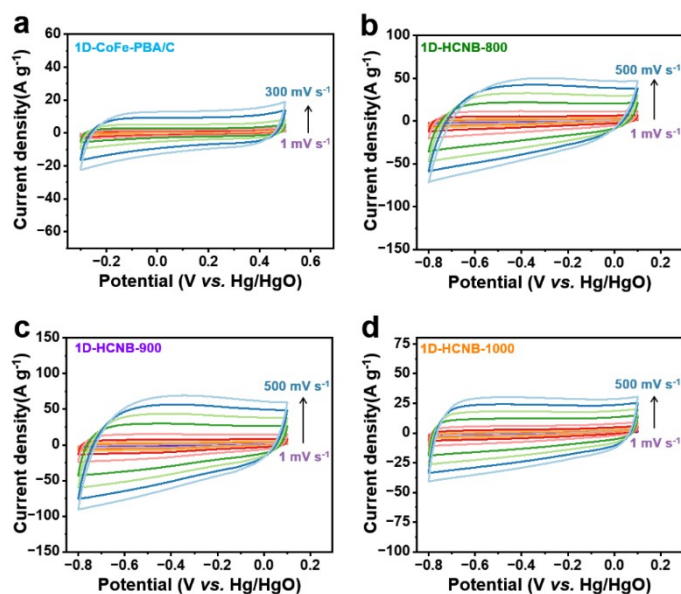 a
1D-CoFe-PBA/C
300 mV s⁻¹
1 mV s⁻¹
Current density(A g⁻¹)
60
40
20
0
−20
−40
−60
−0.2
0.0
0.2
0.4
0.6
Potential (V vs. Hg/HgO)
b
1D-HCNB-800
500 mV s⁻¹
1 mV s⁻¹
Current density(A g⁻¹)
100
50
0
−50
−100
−150
−0.8
−0.6
−0.4
−0.2
0.0
0.2
Potential (V vs. Hg/HgO)
c
1D-HCNB-900
500 mV s⁻¹
1 mV s⁻¹
Current density(A g⁻¹)
150
100
50
0
−50
−100
−150
−0.8
−0.6
−0.4
−0.2
0.0
0.2
Potential (V vs. Hg/HgO)
d
1D-HCNB-1000
500 mV s⁻¹
1 mV s⁻¹
Current density(A g⁻¹)
75
50
25
0
−25
−50
−75
−100
−0.8
−0.6
−0.4
−0.2
0.0
0.2
Potential (V vs. Hg/HgO)